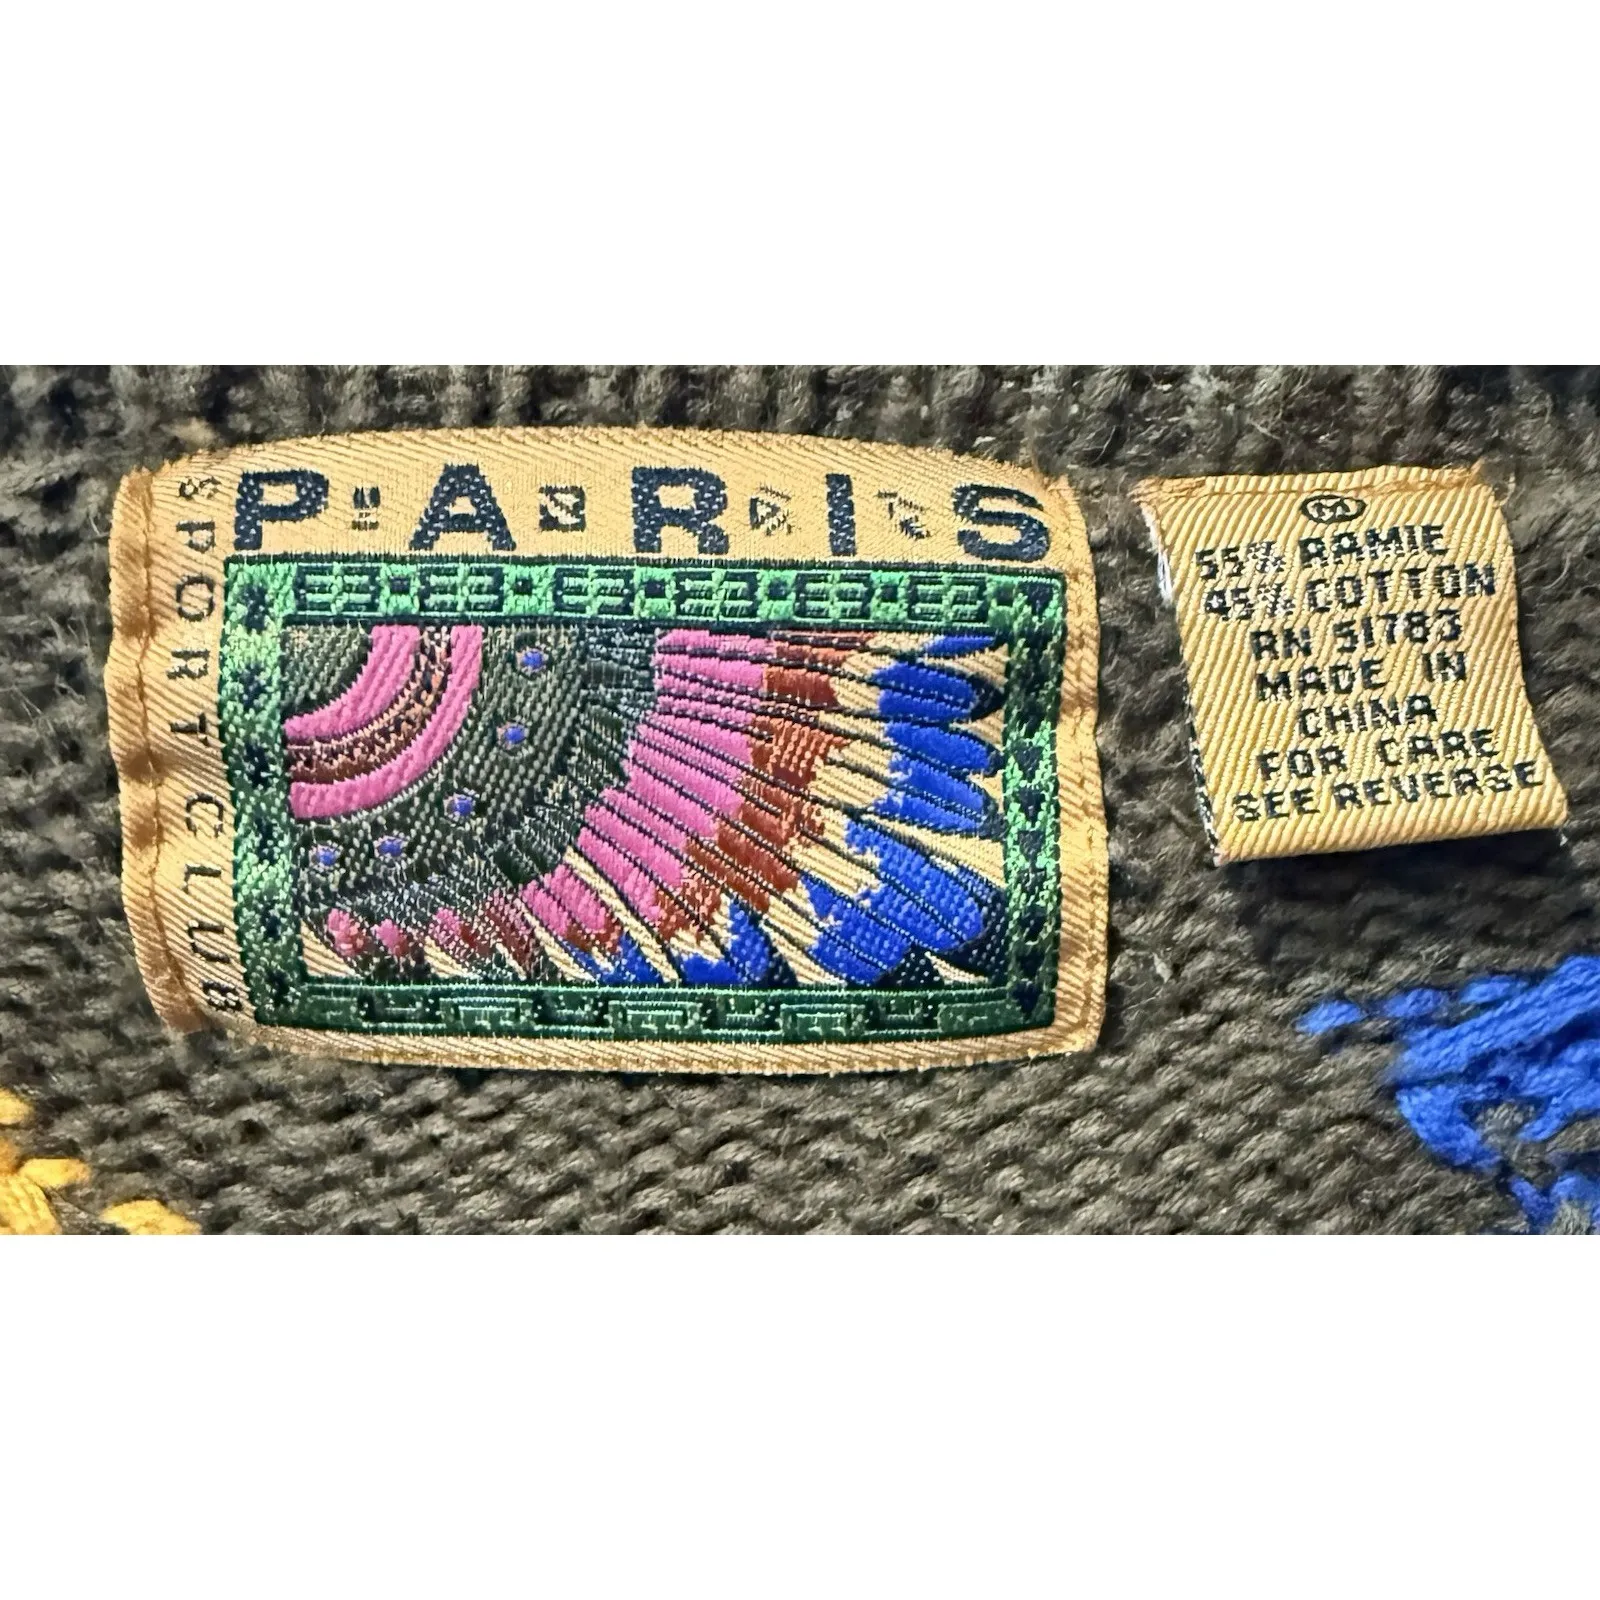 PARIS
SPORT CLUB
M
55% RAMIE
45% COTTON
RN 51783
MADE IN
CHINA
FOR CARE
SEE REVERSE